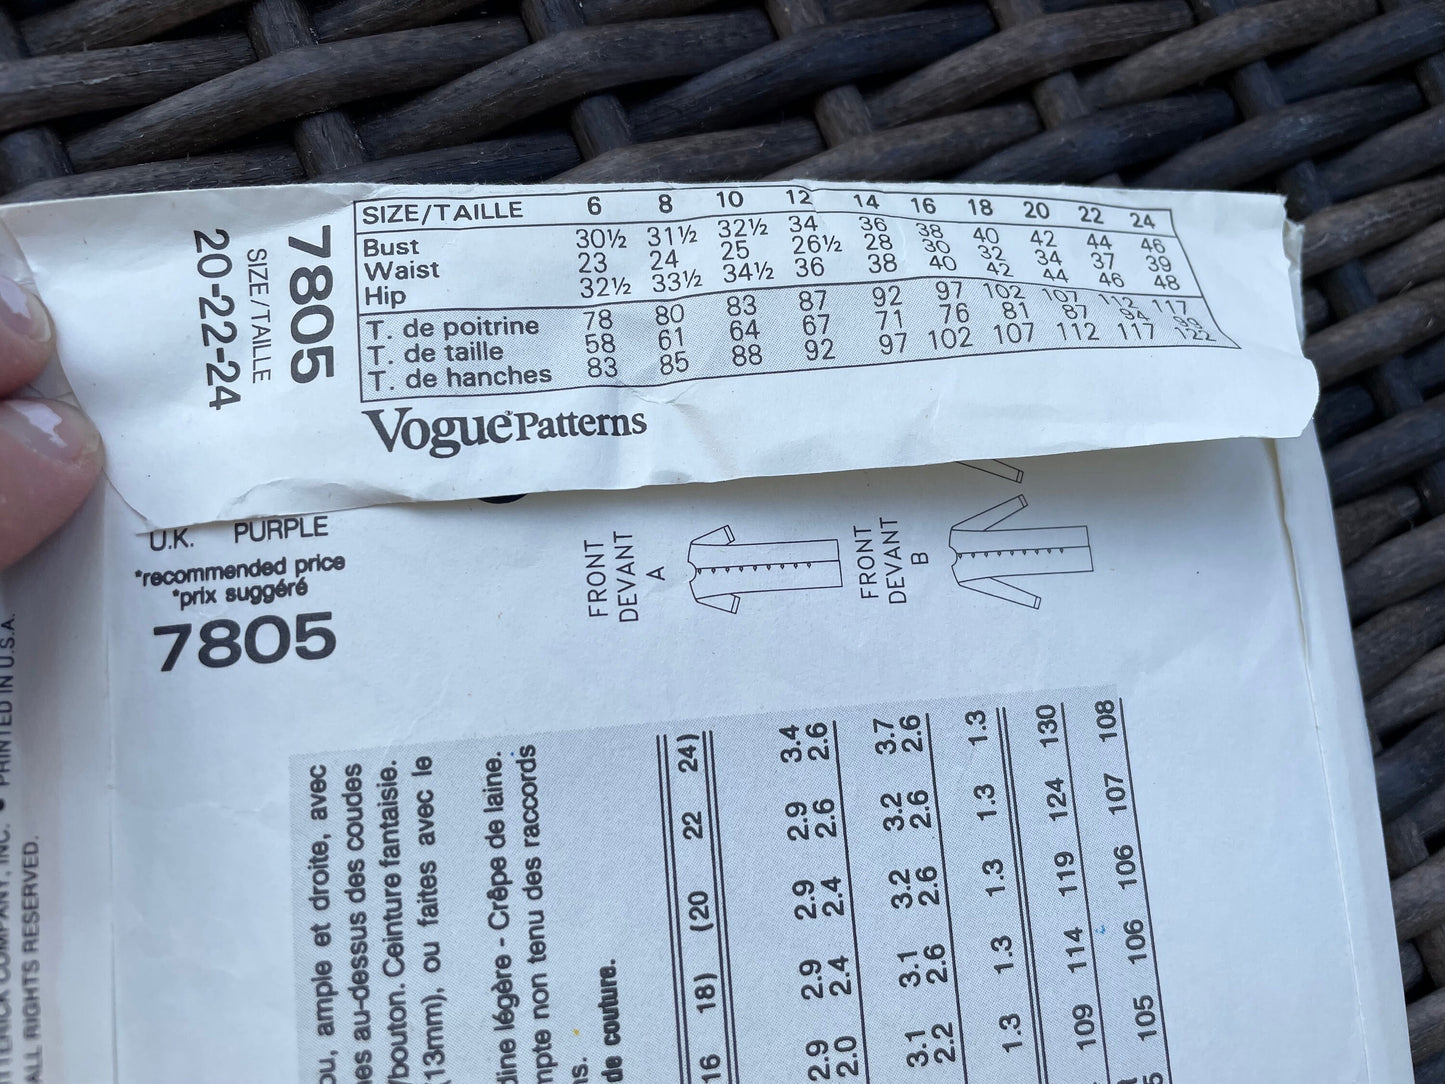 SIZE/TAILLE 6 8 10 12 14 16 18 20 22 24
Bust 30½ 31½ 32½ 34 36 38 40 42 44 46
Waist 23 24 25 26½ 28 30 32 34 37 39
Hip 32½ 33½ 34½ 36 38 40 42 44 46 48
T. de poitrine 78 80 83 87 92 97 102 107 112 117
T. de taille 58 61 64 67 71 76 81 87 94 99
T. de hanches 83 85 88 92 97 102 107 112 117 122
Vogue Patterns
7805
SIZE/TAILLE
20-22-24
U.K. PURPLE
*recommended price
*prix suggéré
7805
FRONT
DEVANT
A
FRONT
DEVANT
B
ou, ample et droite, avec
es au-dessus des coudes
/bouton. Ceinture fantaisie.
(13mm), ou faites avec le
dine légère - Crêpe de laine.
mpte non tenu des raccords
ns.
de couture.
16 18) (20 22 24)
2.9 2.9 2.9 2.9 3.4
2.0 2.4 2.4 2.6 2.6
3.1 3.1 3.2 3.2 3.7
2.2 2.6 2.6 2.6 2.6
1.3 1.3 1.3 1.3 1.3
109 114 119 124 130
105 106 106 107 108
COMPANY, INC. ● PRINTED IN U.S.A.
ALL RIGHTS RESERVED.